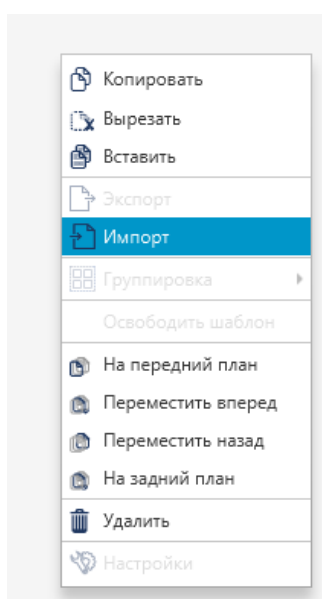 Копировать
Вырезать
Вставить
Экспорт
Импорт
Группировка
Освободить шаблон
На передний план
Переместить вперед
Переместить назад
На задний план
Удалить
Настройки